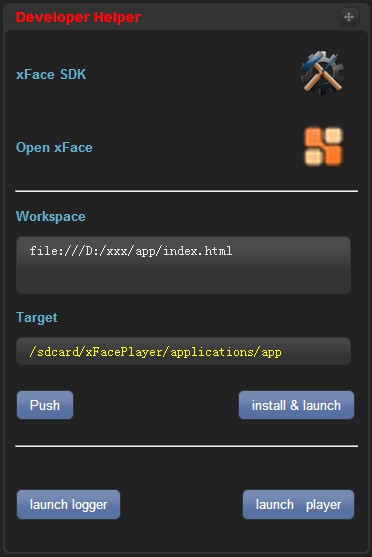 Developer Helper
xFace SDK
Open xFace
Workspace
file:///D:/xxx/app/index.html
Target
/sdcard/xFacePlayer/applications/app
Push
install & launch
launch logger
launch player